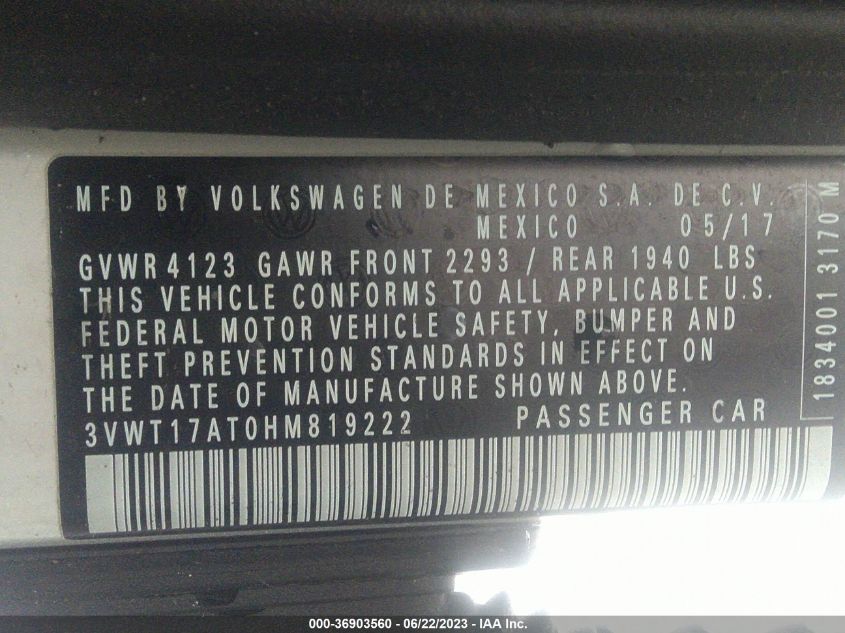 MFD BY VOLKSWAGEN DE MEXICO S.A. DE C.V.
MEXICO 05/17
GVWR 4123 GAWR FRONT 2293 / REAR 1940 LBS
THIS VEHICLE CONFORMS TO ALL APPLICABLE U.S.
FEDERAL MOTOR VEHICLE SAFETY, BUMPER AND
THEFT PREVENTION STANDARDS IN EFFECT ON
THE DATE OF MANUFACTURE SHOWN ABOVE.
3VWT17AT0HM819222 PASSENGER CAR
1834001 3170 M
000-36903560 - 06/22/2023 - IAA Inc.